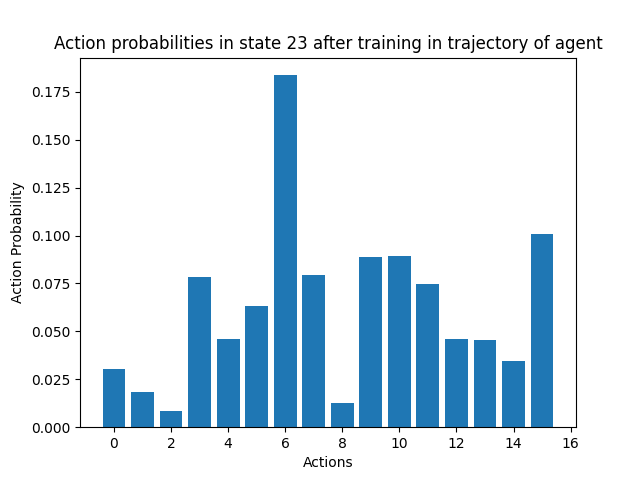 Action probabilities in state 23 after training in trajectory of agent
0.175
0.150
0.125
0.100
0.075
0.050
0.025
0.000
Action Probability
0 2 4 6 8 10 12 14 16
Actions